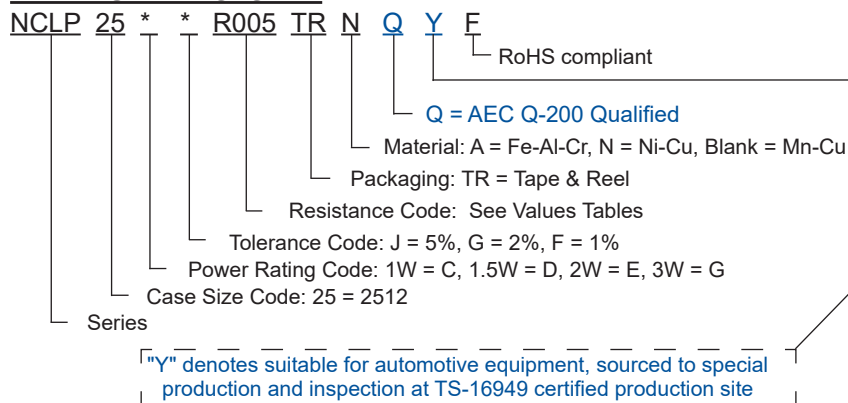 NCLP 25 * * R005 TR N Q Y F
RoHS compliant
Q = AEC Q-200 Qualified
Material: A = Fe-Al-Cr, N = Ni-Cu, Blank = Mn-Cu
Packaging: TR = Tape & Reel
Resistance Code: See Values Tables
Tolerance Code: J = 5%, G = 2%, F = 1%
Power Rating Code: 1W = C, 1.5W = D, 2W = E, 3W = G
Case Size Code: 25 = 2512
Series
"Y" denotes suitable for automotive equipment, sourced to special
production and inspection at TS-16949 certified production site